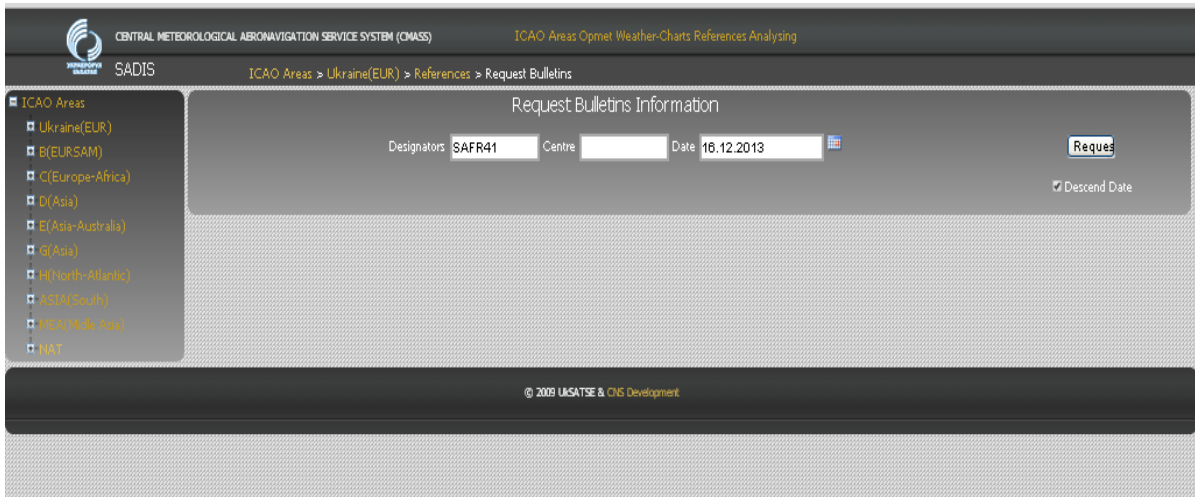 CENTRAL METEOROLOGICAL AERONAVIGATION SERVICE SYSTEM (CMASS) ICAO Areas Opmet Weather-Charts References Analysing
SADIS ICAO Areas > Ukraine(EUR) > References > Request Bulletins
ICAO Areas
Ukraine(EUR)
B(EURSAM)
C(Europe-Africa)
D(Asia)
E(Asia-Australia)
G(Asia)
H(North-Atlantic)
ASIA(South)
MEA(Midle Asia)
NAT
Request Bulletins Information
Designators SAFR41 Centre Date 16.12.2013 Reques
Descend Date
© 2009 UkSATSE & CNS Development